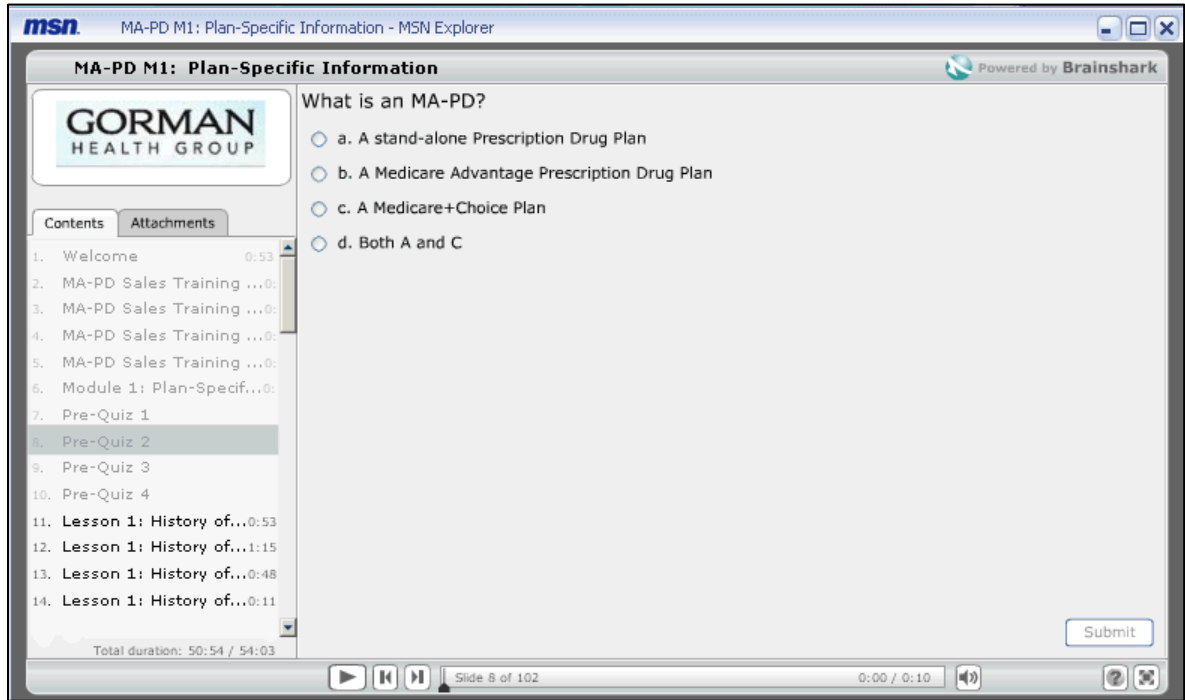 msn. MA-PD M1: Plan-Specific Information - MSN Explorer
MA-PD M1: Plan-Specific Information
Powered by Brainshark
GORMAN
HEALTH GROUP
Contents Attachments
1. Welcome 0:53
2. MA-PD Sales Training ...0:
3. MA-PD Sales Training ...0:
4. MA-PD Sales Training ...0:
5. MA-PD Sales Training ...0:
6. Module 1: Plan-Specif...0:
7. Pre-Quiz 1
8. Pre-Quiz 2
9. Pre-Quiz 3
10. Pre-Quiz 4
11. Lesson 1: History of...0:53
12. Lesson 1: History of...1:15
13. Lesson 1: History of...0:48
14. Lesson 1: History of...0:11
Total duration: 50:54 / 54:03
What is an MA-PD?
a. A stand-alone Prescription Drug Plan
b. A Medicare Advantage Prescription Drug Plan
c. A Medicare+Choice Plan
d. Both A and C
Submit
Slide 8 of 102 0:00 / 0:10
?